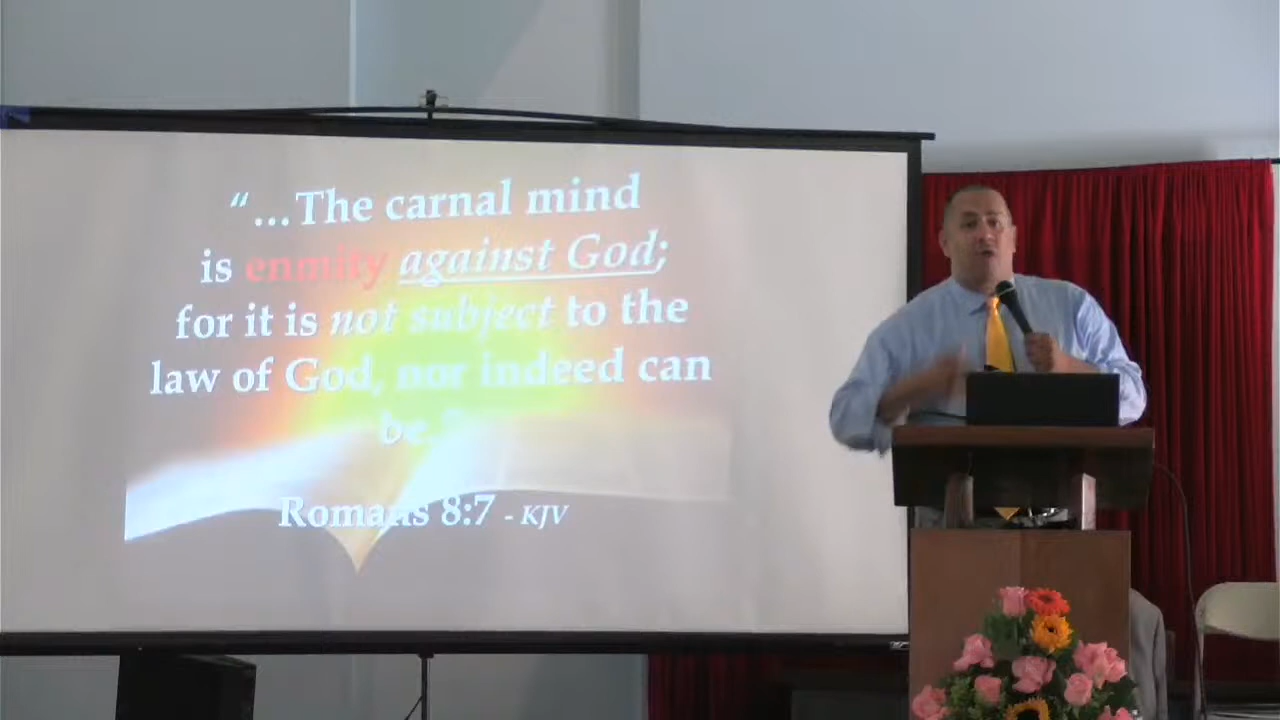 “...The carnal mind
is enmity against God;
for it is not subject to the
law of God, nor indeed can
be.”
Romans 8:7 - KJV